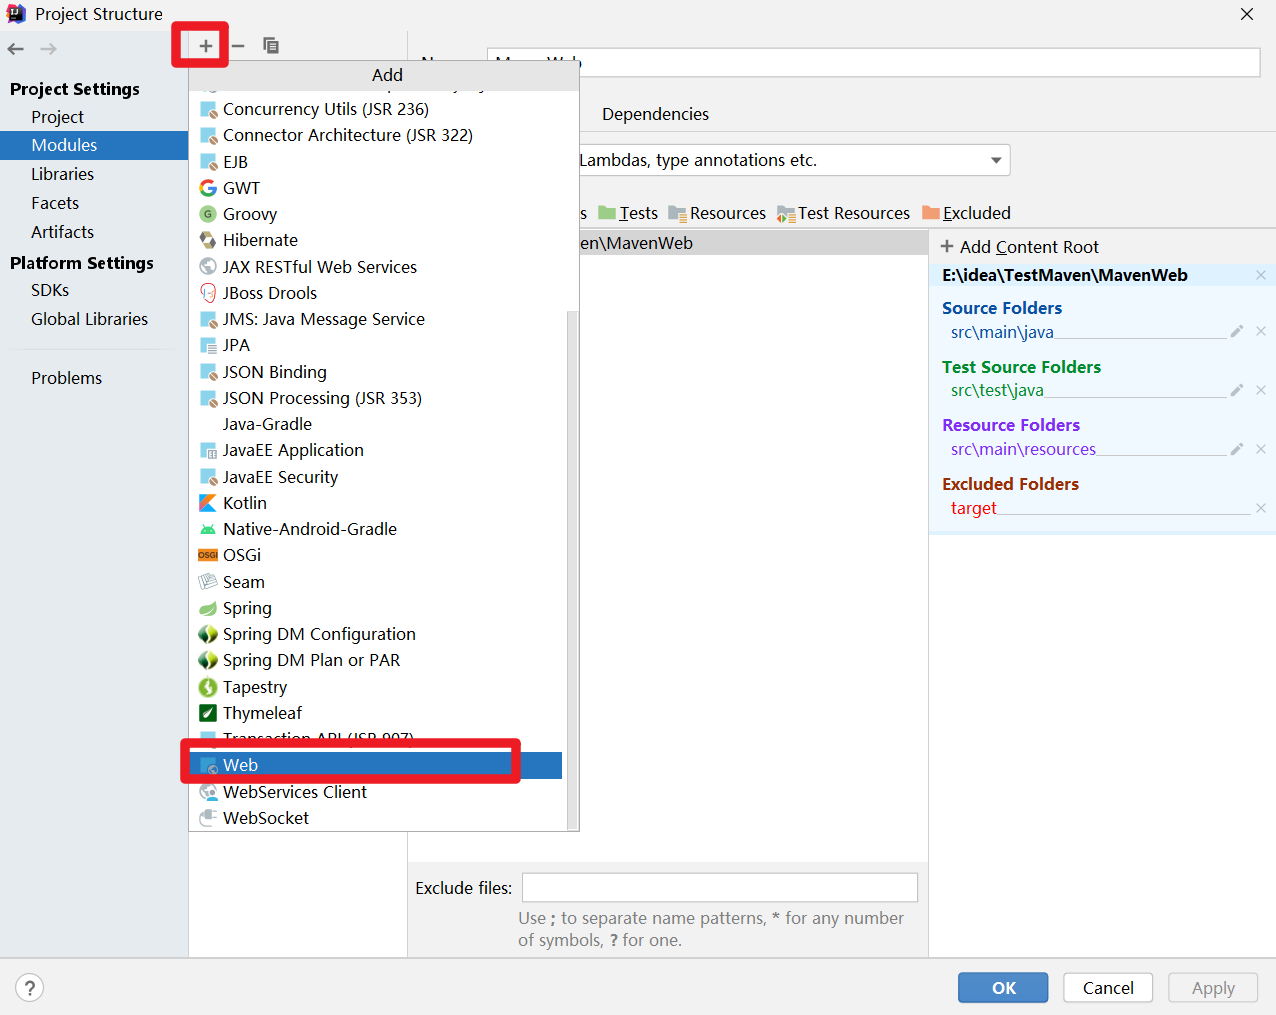 Project Structure
Project Settings
Project
Modules
Libraries
Facets
Artifacts
Platform Settings
SDKs
Global Libraries
Problems
Add
Concurrency Utils (JSR 236)
Connector Architecture (JSR 322)
EJB
GWT
Groovy
Hibernate
JAX RESTful Web Services
JBoss Drools
JMS: Java Message Service
JPA
JSON Binding
JSON Processing (JSR 353)
Java-Gradle
JavaEE Application
JavaEE Security
Kotlin
Native-Android-Gradle
OSGi
Seam
Spring
Spring DM Configuration
Spring DM Plan or PAR
Tapestry
Thymeleaf
Transaction API (JSR 907)
Web
WebServices Client
WebSocket
MavenWeb
Dependencies
Lambdas, type annotations etc.
s Tests Resources Test Resources Excluded
en\MavenWeb
Add Content Root
E:\idea\TestMaven\MavenWeb
Source Folders
src\main\java
Test Source Folders
src\test\java
Resource Folders
src\main\resources
Excluded Folders
target
Exclude files:
Use ; to separate name patterns, * for any number
of symbols, ? for one.
? OK Cancel Apply